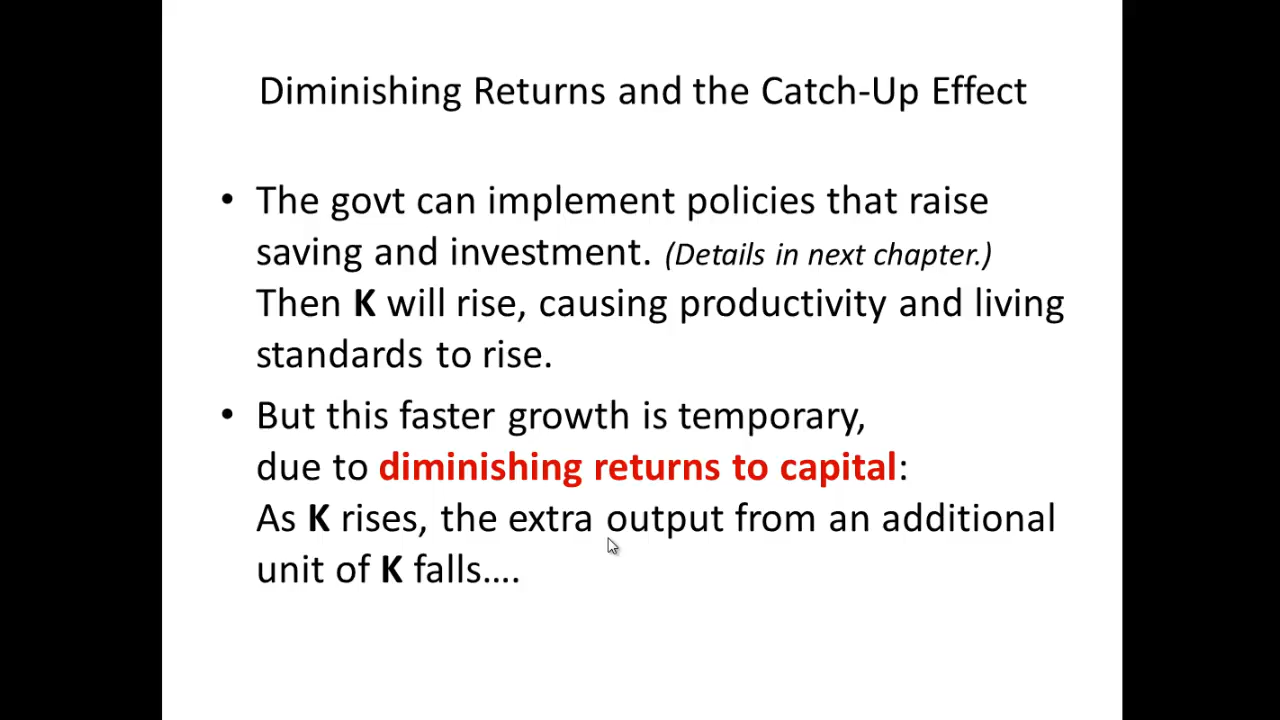 Diminishing Returns and the Catch-Up Effect
• The govt can implement policies that raise
saving and investment. (Details in next chapter.)
Then K will rise, causing productivity and living
standards to rise.
• But this faster growth is temporary,
due to diminishing returns to capital:
As K rises, the extra output from an additional
unit of K falls….